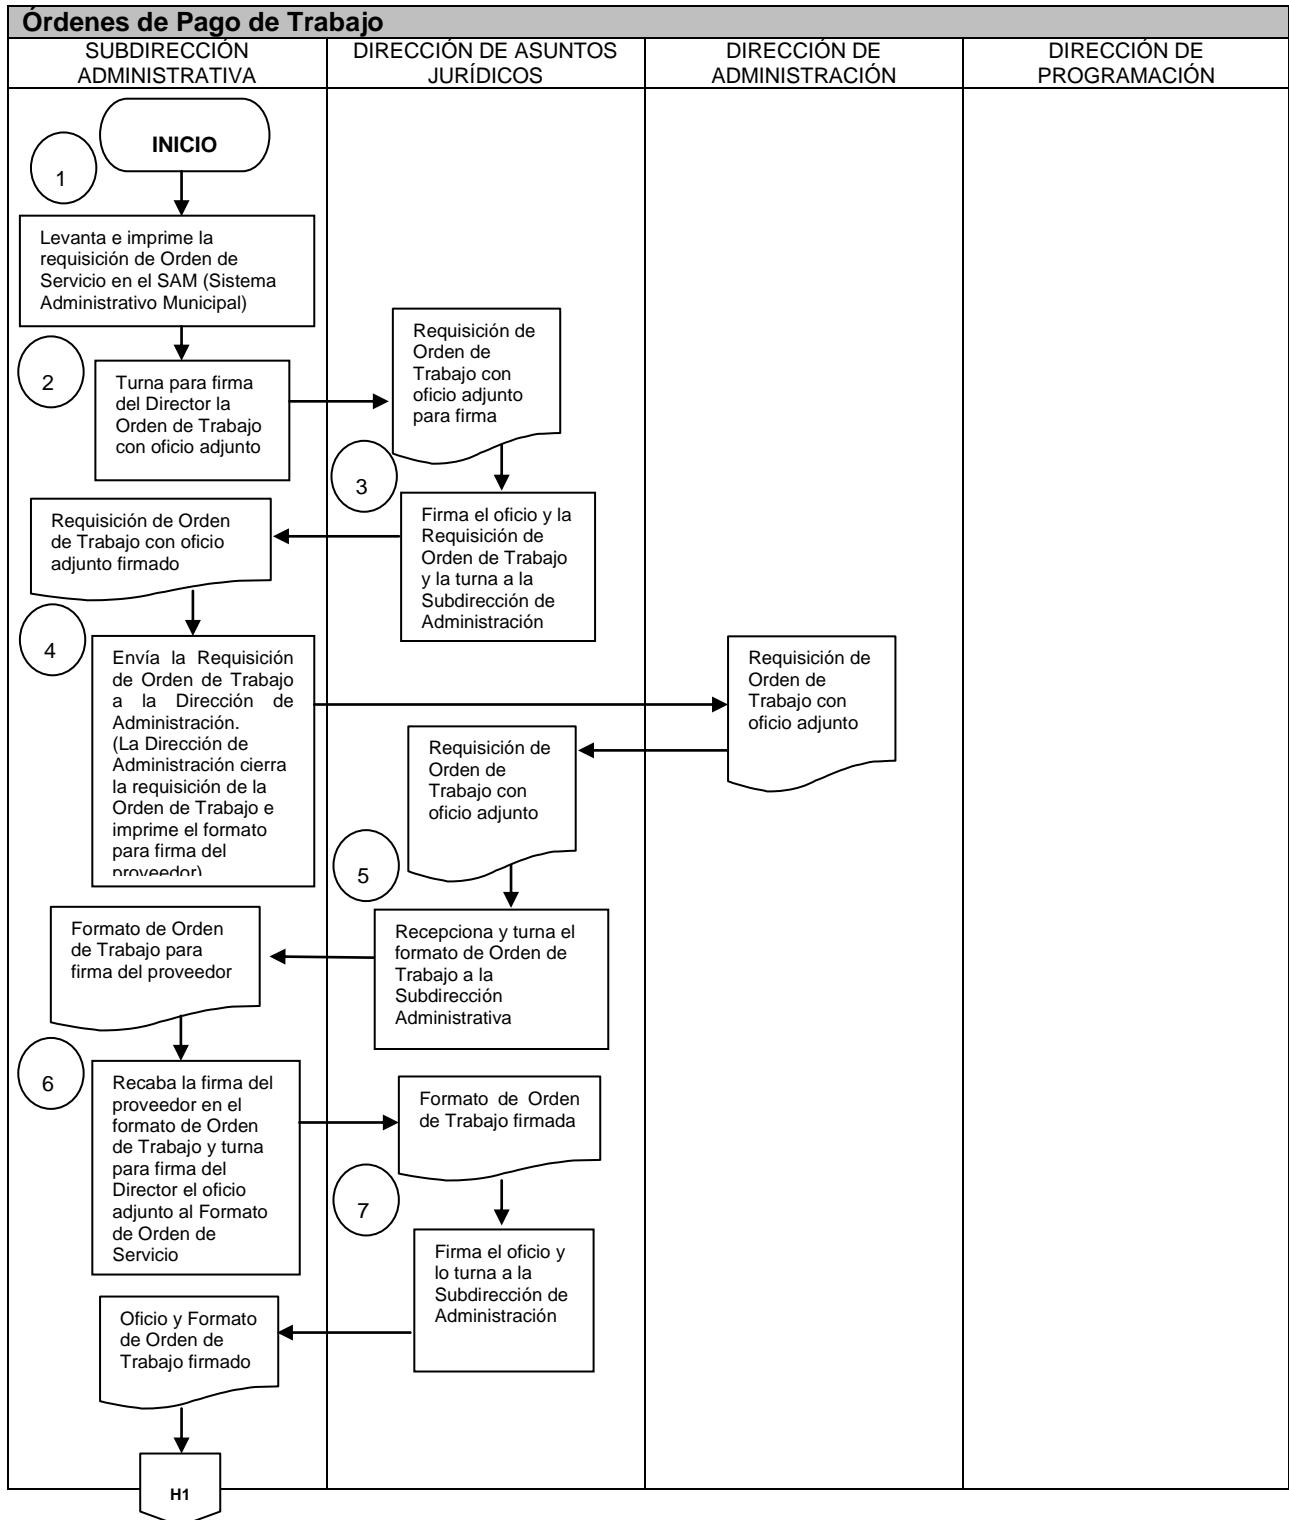 Órdenes de Pago de Trabajo
SUBDIRECCIÓN
ADMINISTRATIVA
DIRECCIÓN DE ASUNTOS
JURÍDICOS
DIRECCIÓN DE
ADMINISTRACIÓN
DIRECCIÓN DE
PROGRAMACIÓN
INICIO
1
Levanta e imprime la
requisición de Orden de
Servicio en el SAM (Sistema
Administrativo Municipal)
2
Turna para firma
del Director la
Orden de Trabajo
con oficio adjunto
Requisición de
Orden de
Trabajo con
oficio adjunto
para firma
3
Firma el oficio y la
Requisición de
Orden de Trabajo
y la turna a la
Subdirección de
Administración
Requisición de Orden
de Trabajo con oficio
adjunto firmado
4
Envía la Requisición
de Orden de Trabajo
a la Dirección de
Administración.
(La Dirección de
Administración cierra
la requisición de la
Orden de Trabajo e
imprime el formato
para firma del
proveedor)
Requisición de
Orden de
Trabajo con
oficio adjunto
Requisición de
Orden de
Trabajo con
oficio adjunto
5
Recepciona y turna el
formato de Orden de
Trabajo a la
Subdirección
Administrativa
Formato de Orden
de Trabajo para
firma del proveedor
6
Recaba la firma del
proveedor en el
formato de Orden
de Trabajo y turna
para firma del
Director el oficio
adjunto al Formato
de Orden de
Servicio
Formato de Orden
de Trabajo firmada
7
Firma el oficio y
lo turna a la
Subdirección de
Administración
Oficio y Formato
de Orden de
Trabajo firmado
H1